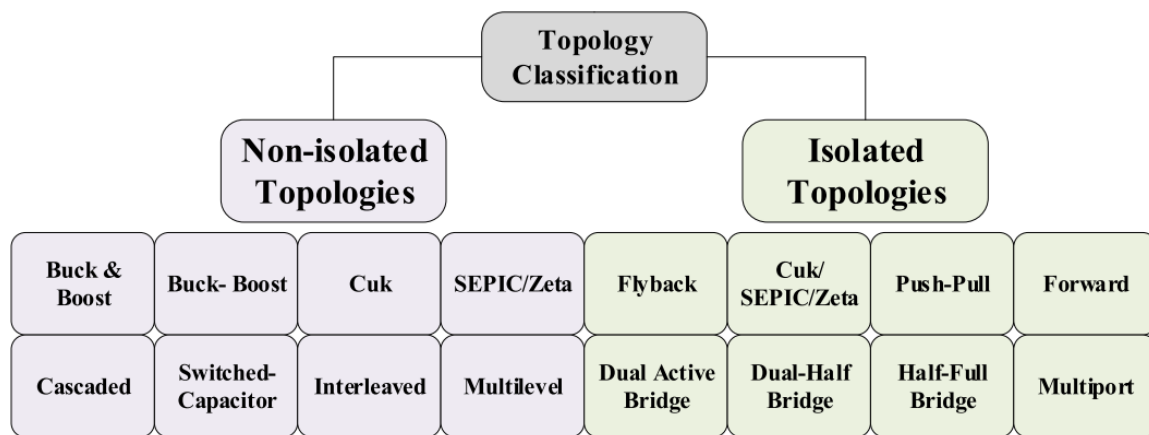 Topology
Classification
Non-isolated
Topologies
Isolated
Topologies
Buck &
Boost
Buck- Boost
Cuk
SEPIC/Zeta
Flyback
Cuk/
SEPIC/Zeta
Push-Pull
Forward
Cascaded
Switched-
Capacitor
Interleaved
Multilevel
Dual Active
Bridge
Dual-Half
Bridge
Half-Full
Bridge
Multiport